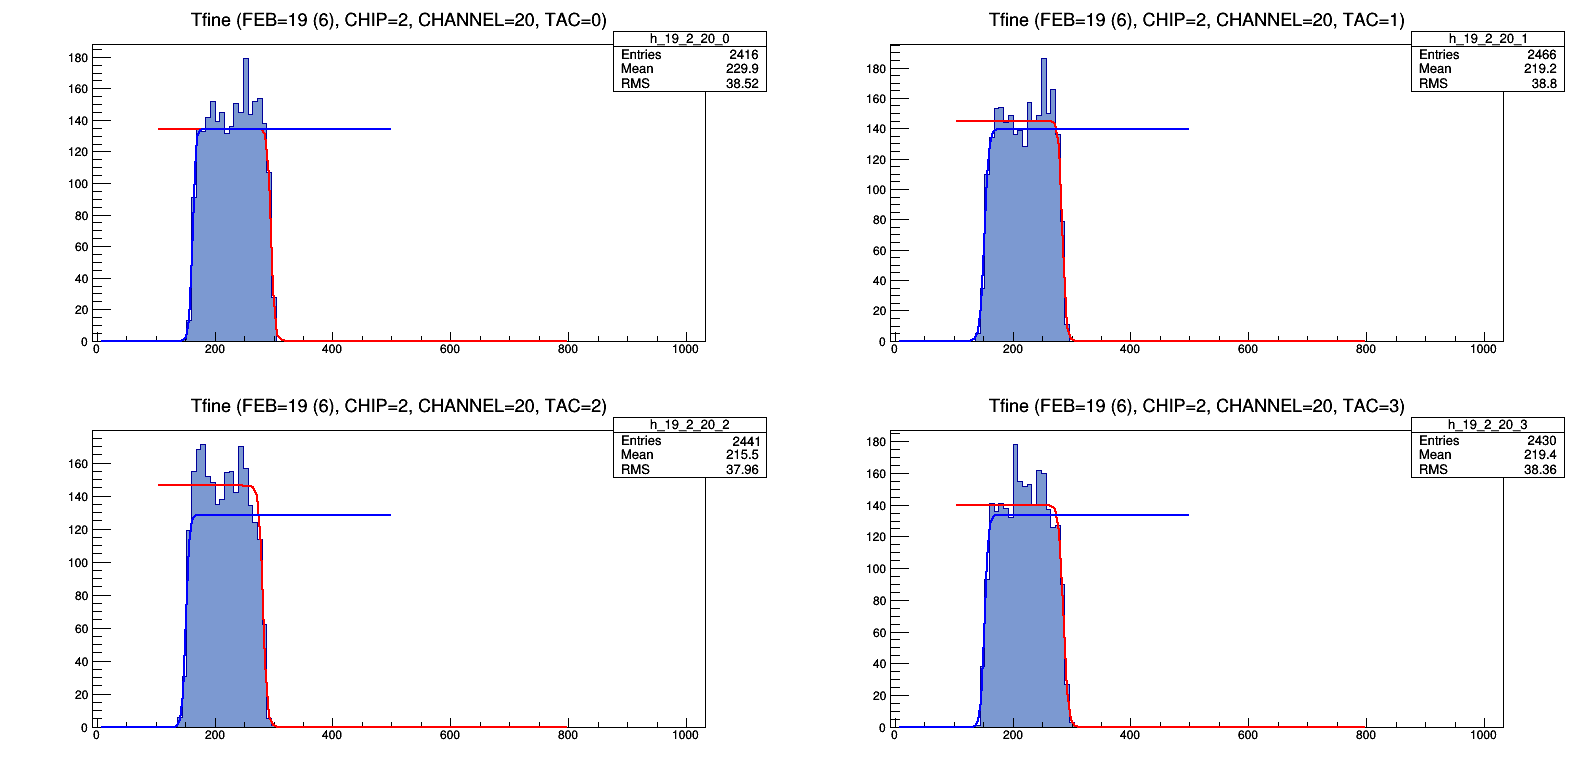 Tfine (FEB=19 (6), CHIP=2, CHANNEL=20, TAC=0)
h_19_2_20_0
Entries 2416
Mean 229.9
RMS 38.52
180
160
140
120
100
80
60
40
20
0
0 200 400 600 800 1000
Tfine (FEB=19 (6), CHIP=2, CHANNEL=20, TAC=1)
h_19_2_20_1
Entries 2466
Mean 219.2
RMS 38.8
180
160
140
120
100
80
60
40
20
0
0 200 400 600 800 1000
Tfine (FEB=19 (6), CHIP=2, CHANNEL=20, TAC=2)
h_19_2_20_2
Entries 2441
Mean 215.5
RMS 37.96
160
140
120
100
80
60
40
20
0
0 200 400 600 800 1000
Tfine (FEB=19 (6), CHIP=2, CHANNEL=20, TAC=3)
h_19_2_20_3
Entries 2430
Mean 219.4
RMS 38.36
180
160
140
120
100
80
60
40
20
0
0 200 400 600 800 1000